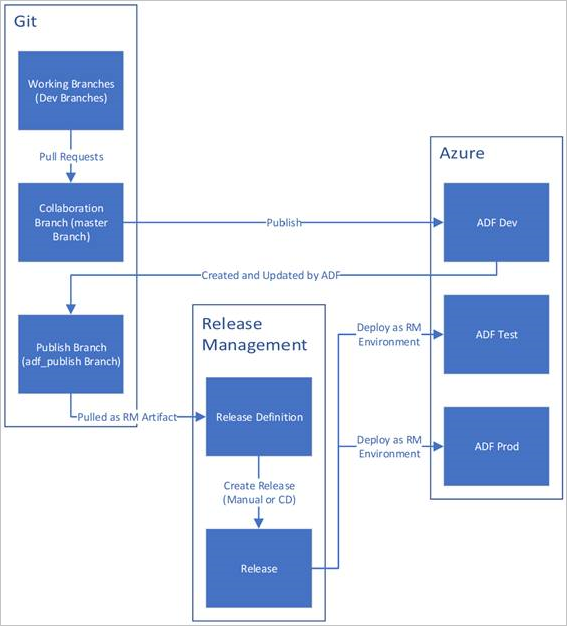 Git
Working Branches
(Dev Branches)
Pull Requests
Collaboration
Branch (master
Branch)
Publish
Azure
ADF Dev
Created and Updated by ADF
Publish Branch
(adf_publish Branch)
Pulled as RM Artifact
Release
Management
Release Definition
Create Release
(Manual or CD)
Release
Deploy as RM
Environment
ADF Test
Deploy as RM
Environment
ADF Prod